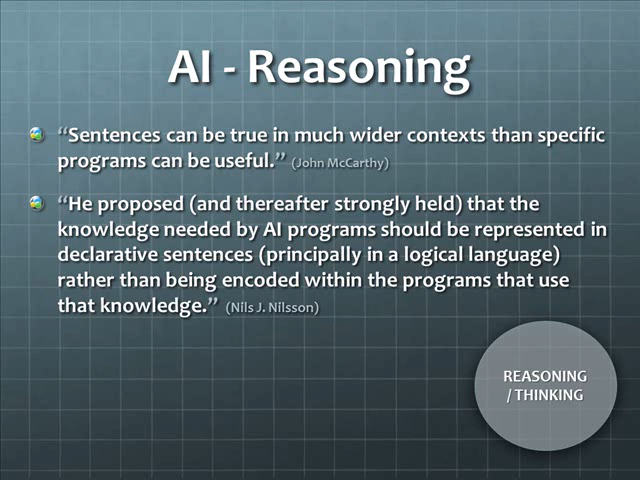 AI - Reasoning
“Sentences can be true in much wider contexts than specific
programs can be useful.” (John McCarthy)
“He proposed (and thereafter strongly held) that the
knowledge needed by AI programs should be represented in
declarative sentences (principally in a logical language)
rather than being encoded within the programs that use
that knowledge.” (Nils J. Nilsson)
REASONING
/ THINKING